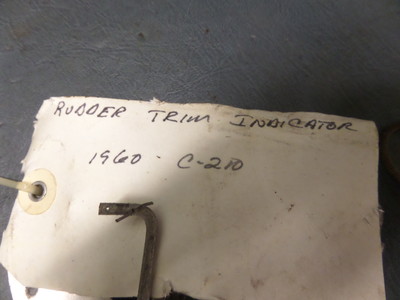 RUDDER TRIM INDICATOR
1960 - C-210